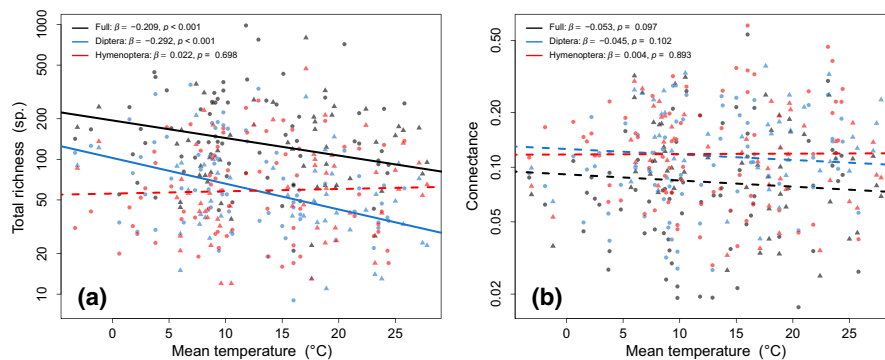 Full: β = −0.209, p < 0.001
Diptera: β = −0.292, p < 0.001
Hymenoptera: β = 0.022, p = 0.698
Total richness (sp.)
1000
500
200
100
50
20
10
(a)
0 5 10 15 20 25
Mean temperature (°C)
Full: β = −0.053, p = 0.097
Diptera: β = −0.045, p = 0.102
Hymenoptera: β = 0.004, p = 0.893
Connectance
0.50
0.20
0.10
0.05
0.02
(b)
0 5 10 15 20 25
Mean temperature (°C)